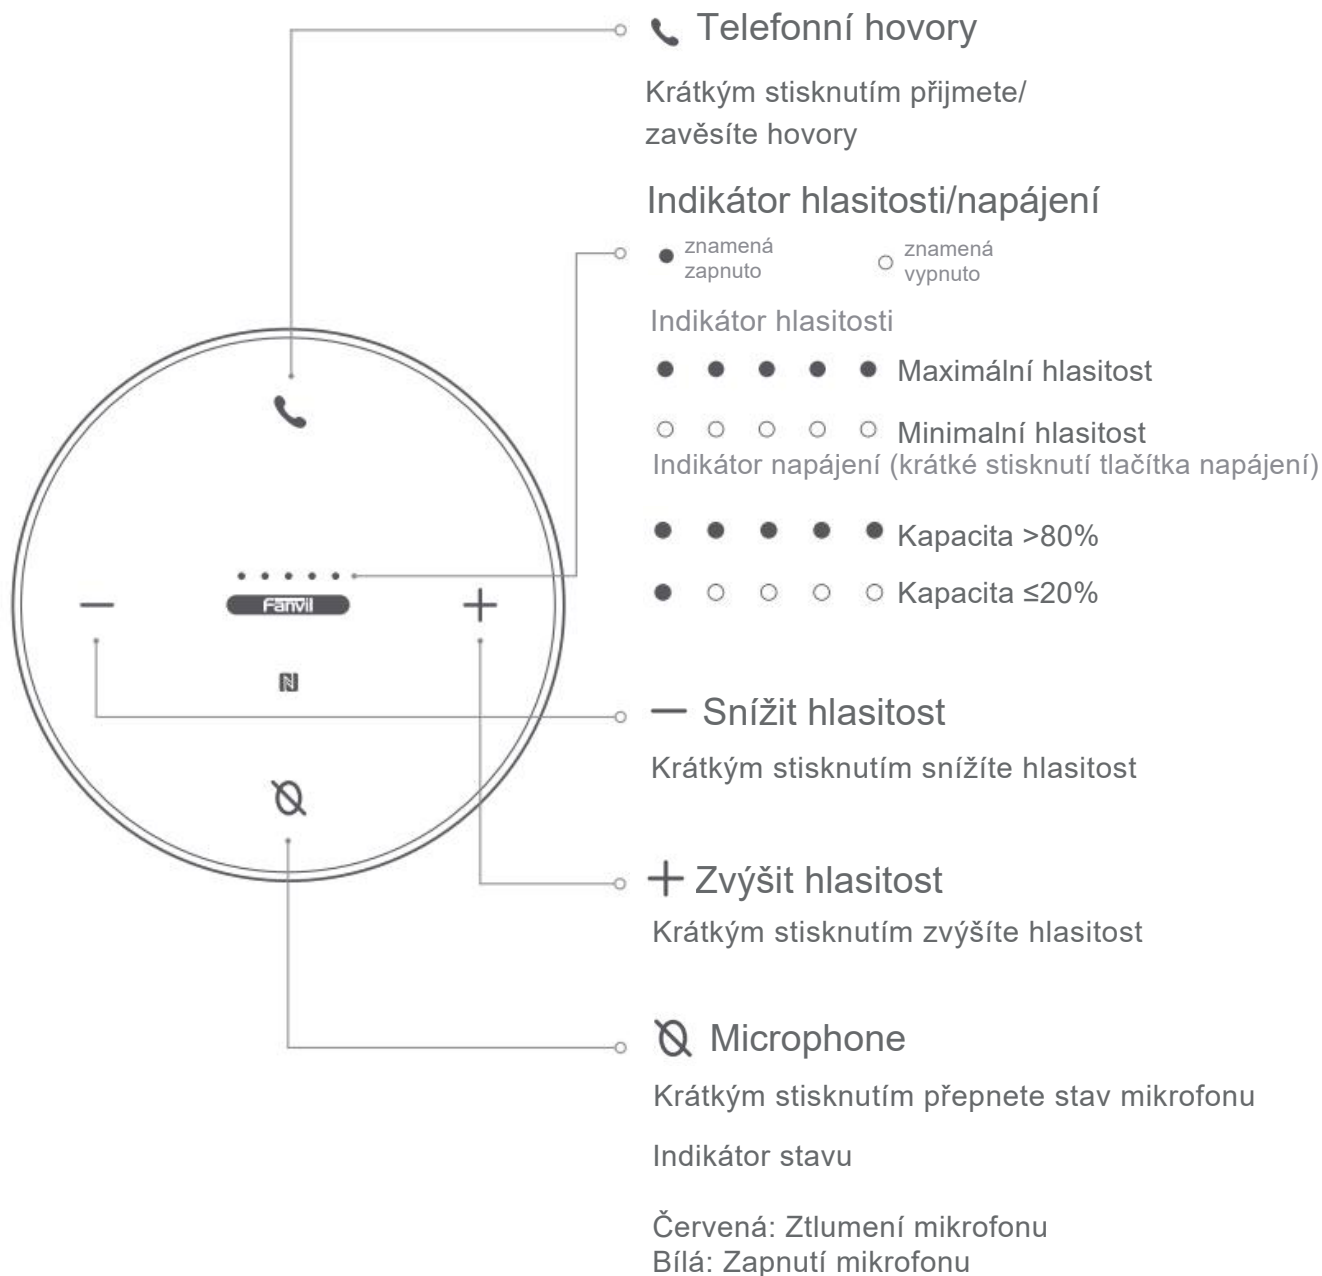 Telefonní hovory
Krátkým stisknutím přijmete/
zavěsíte hovory
Indikátor hlasitosti/napájení
znamená
zapnuto
znamená
vypnuto
Indikátor hlasitosti
Maximální hlasitost
Minimalní hlasitost
Indikátor napájení (krátké stisknutí tlačítka napájení)
Kapacita >80%
Kapacita ≤20%
Fanvil
Snížit hlasitost
Krátkým stisknutím snížíte hlasitost
Zvýšit hlasitost
Krátkým stisknutím zvýšíte hlasitost
Microphone
Krátkým stisknutím přepnete stav mikrofonu
Indikátor stavu
Červená: Ztlumení mikrofonu
Bílá: Zapnutí mikrofonu